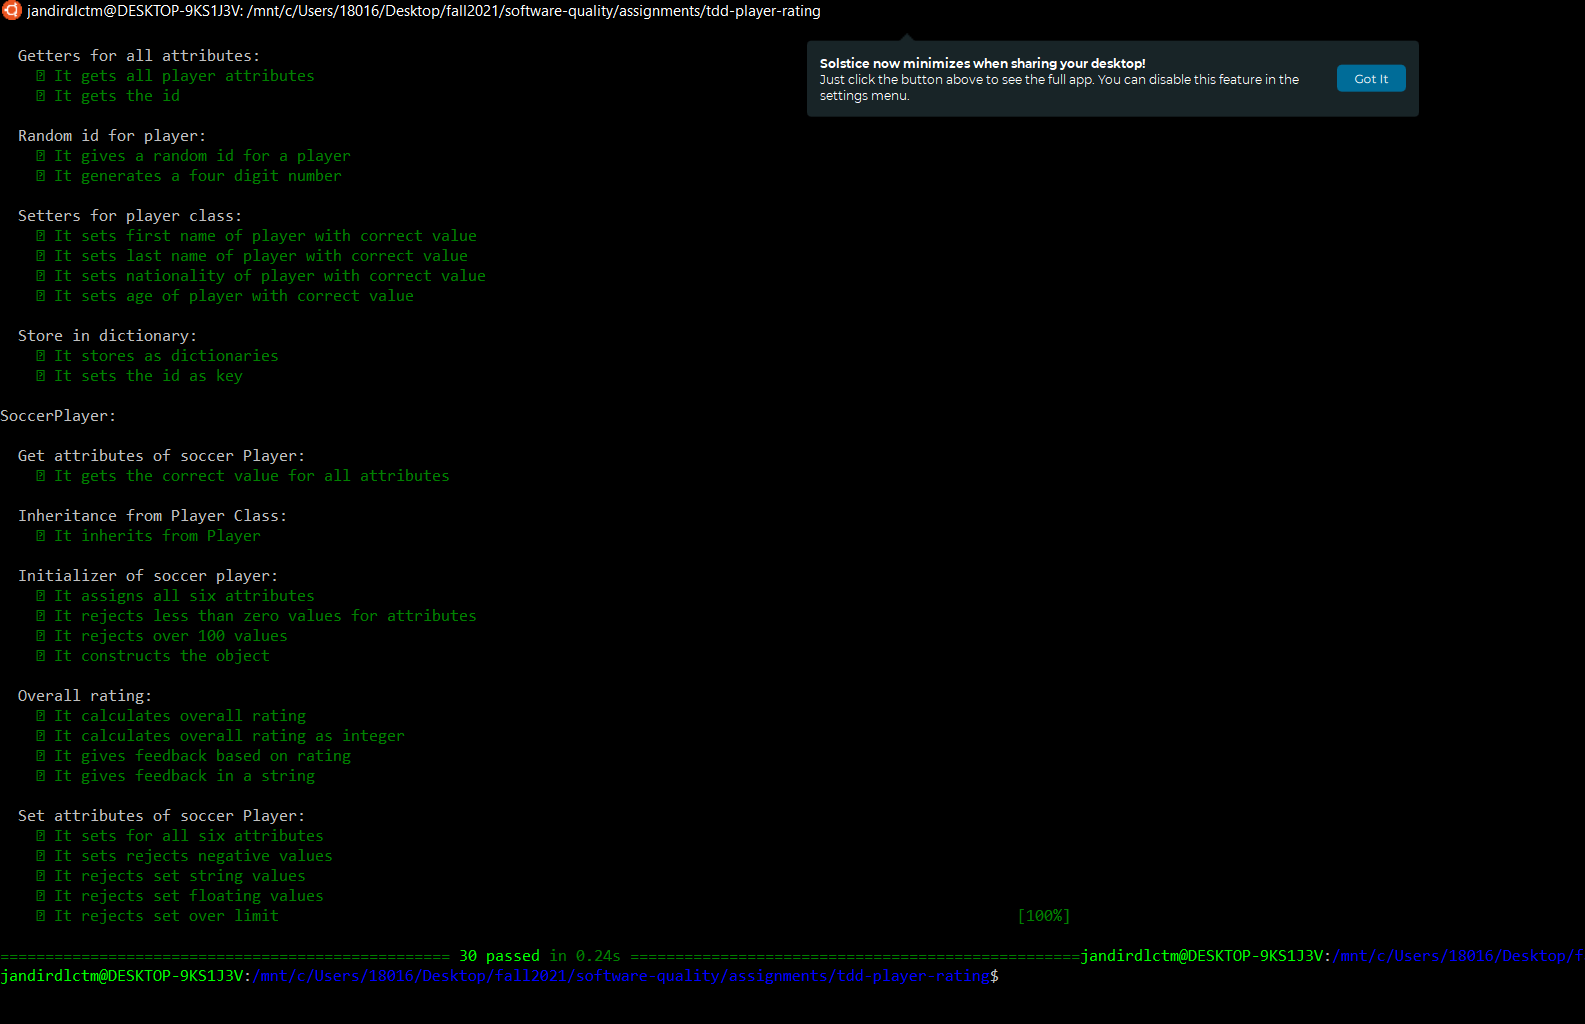 jandirdlctm@DESKTOP-9KS1J3V: /mnt/c/Users/18016/Desktop/fall2021/software-quality/assignments/tdd-player-rating
Solstice now minimizes when sharing your desktop!
Just click the button above to see the full app. You can disable this feature in the
settings menu.
Got It
Getters for all attributes:
It gets all player attributes
It gets the id
Random id for player:
It gives a random id for a player
It generates a four digit number
Setters for player class:
It sets first name of player with correct value
It sets last name of player with correct value
It sets nationality of player with correct value
It sets age of player with correct value
Store in dictionary:
It stores as dictionaries
It sets the id as key
SoccerPlayer:
Get attributes of soccer Player:
It gets the correct value for all attributes
Inheritance from Player Class:
It inherits from Player
Initializer of soccer player:
It assigns all six attributes
It rejects less than zero values for attributes
It rejects over 100 values
It constructs the object
Overall rating:
It calculates overall rating
It calculates overall rating as integer
It gives feedback based on rating
It gives feedback in a string
Set attributes of soccer Player:
It sets for all six attributes
It sets rejects negative values
It rejects set string values
It rejects set floating values
It rejects set over limit [100%]
================================================== 30 passed in 0.24s ==================================================jandirdlctm@DESKTOP-9KS1J3V:/mnt/c/Users/18016/Desktop/f
jandirdlctm@DESKTOP-9KS1J3V:/mnt/c/Users/18016/Desktop/fall2021/software-quality/assignments/tdd-player-rating$